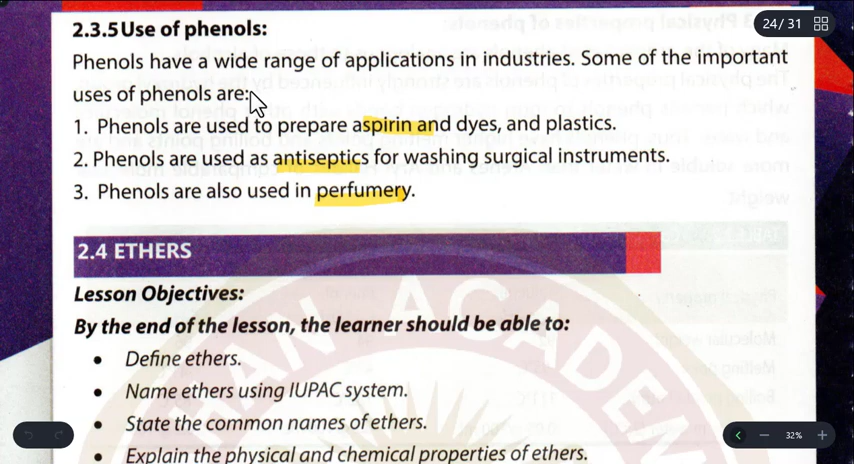 24/ 31
2.3.5 Use of phenols:
Phenols have a wide range of applications in industries. Some of the important
uses of phenols are:
1. Phenols are used to prepare aspirin and dyes, and plastics.
2. Phenols are used as antiseptics for washing surgical instruments.
3. Phenols are also used in perfumery.
2.4 ETHERS
Lesson Objectives:
By the end of the lesson, the learner should be able to:
• Define ethers.
• Name ethers using IUPAC system.
• State the common names of ethers.
• Explain the physical and chemical properties of ethers.
32%